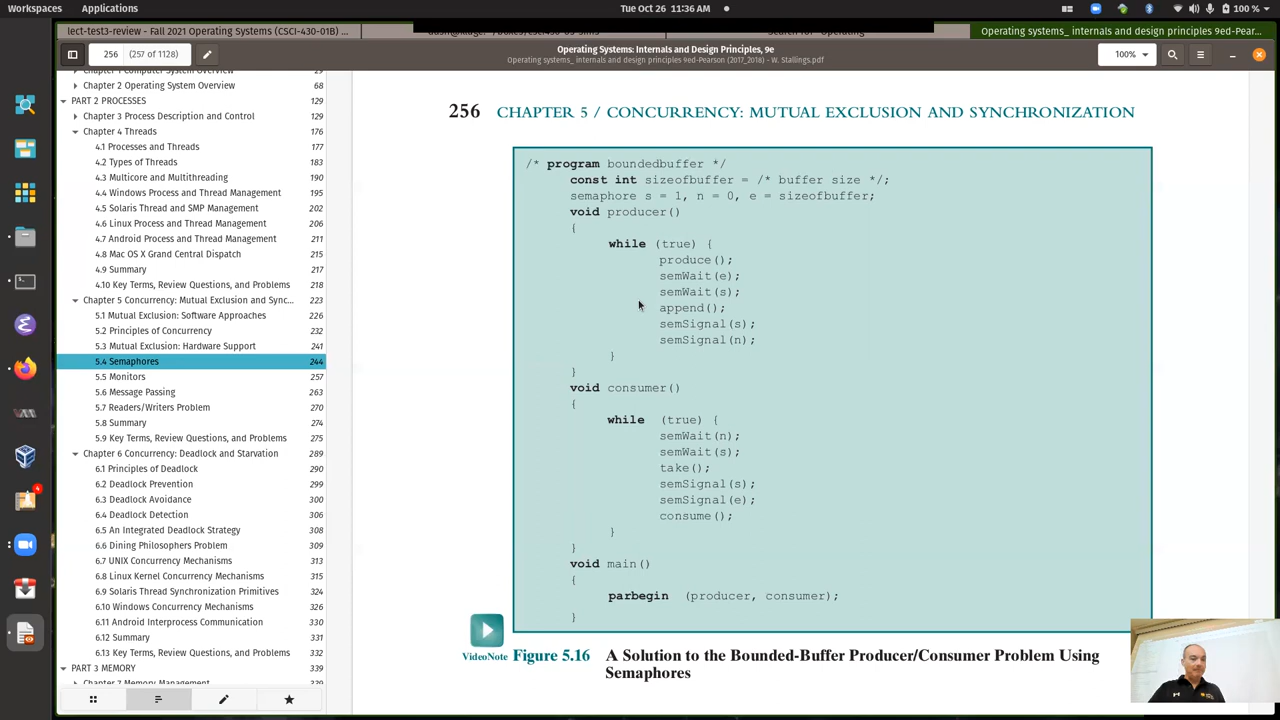 Workspaces Applications
Tue Oct 26 11:36 AM
100 %
lect-test3-review - Fall 2021 Operating Systems (CSCI-430-01B) ...
Operating systems_ internals and design principles 9ed-Pear...
256 (257 of 1128)
Operating Systems: Internals and Design Principles, 9e
Operating systems_ internals and design principles 9ed-Pearson (2017_2018) - W. Stallings.pdf
100%
Chapter 1 Computer System Overview 29
Chapter 2 Operating System Overview 68
PART 2 PROCESSES 129
Chapter 3 Process Description and Control 129
Chapter 4 Threads 176
4.1 Processes and Threads 177
4.2 Types of Threads 183
4.3 Multicore and Multithreading 190
4.4 Windows Process and Thread Management 195
4.5 Solaris Thread and SMP Management 202
4.6 Linux Process and Thread Management 206
4.7 Android Process and Thread Management 211
4.8 Mac OS X Grand Central Dispatch 215
4.9 Summary 217
4.10 Key Terms, Review Questions, and Problems 218
Chapter 5 Concurrency: Mutual Exclusion and Sync... 223
5.1 Mutual Exclusion: Software Approaches 226
5.2 Principles of Concurrency 232
5.3 Mutual Exclusion: Hardware Support 241
5.4 Semaphores 244
5.5 Monitors 257
5.6 Message Passing 263
5.7 Readers/Writers Problem 270
5.8 Summary 274
5.9 Key Terms, Review Questions, and Problems 275
Chapter 6 Concurrency: Deadlock and Starvation 289
6.1 Principles of Deadlock 290
6.2 Deadlock Prevention 299
6.3 Deadlock Avoidance 300
6.4 Deadlock Detection 306
6.5 An Integrated Deadlock Strategy 308
6.6 Dining Philosophers Problem 309
6.7 UNIX Concurrency Mechanisms 313
6.8 Linux Kernel Concurrency Mechanisms 315
6.9 Solaris Thread Synchronization Primitives 324
6.10 Windows Concurrency Mechanisms 326
6.11 Android Interprocess Communication 330
6.12 Summary 331
6.13 Key Terms, Review Questions, and Problems 332
PART 3 MEMORY 339
Chapter 7 Memory Management 339
4
256 CHAPTER 5 / CONCURRENCY: MUTUAL EXCLUSION AND SYNCHRONIZATION
/* program boundedbuffer */
const int sizeofbuffer = /* buffer size */;
semaphore s = 1, n = 0, e = sizeofbuffer;
void producer()
{
while (true) {
produce();
semWait(e);
semWait(s);
append();
semSignal(s);
semSignal(n);
}
}
void consumer()
{
while (true) {
semWait(n);
semWait(s);
take();
semSignal(s);
semSignal(e);
consume();
}
}
void main()
{
parbegin (producer, consumer);
}
VideoNote Figure 5.16 A Solution to the Bounded-Buffer Producer/Consumer Problem Using
Semaphores